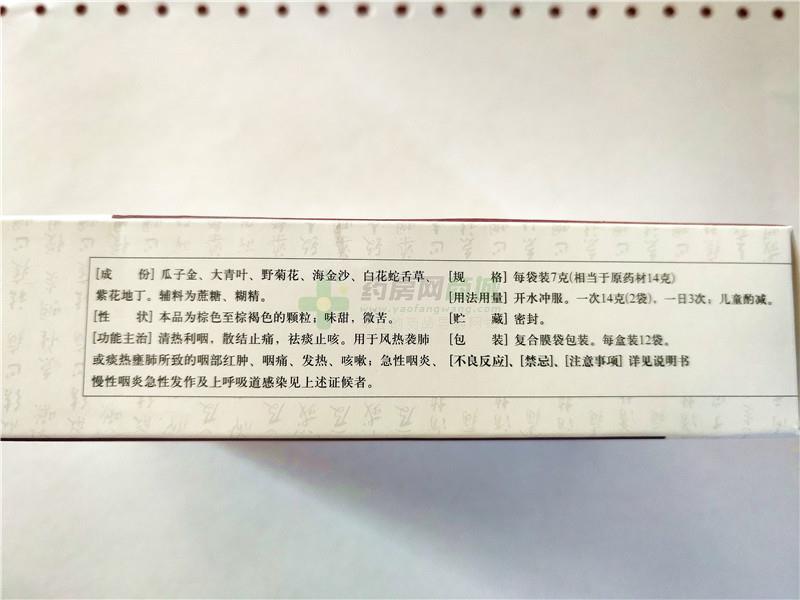 [成　份] 瓜子金、大青叶、野菊花、海金沙、白花蛇舌草、
紫花地丁。辅料为蔗糖、糊精。
[性　状] 本品为棕色至棕褐色的颗粒；味甜，微苦。
[功能主治] 清热利咽，散结止痛，祛痰止咳。用于风热袭肺
或痰热壅肺所致的咽部红肿、咽痛、发热、咳嗽；急性咽炎、
慢性咽炎急性发作及上呼吸道感染见上述证候者。
[规　格] 每袋装7克(相当于原药材14克)
[用法用量] 开水冲服。一次14克(2袋)，一日3次；儿童酌减。
[贮　藏] 密封。
[包　装] 复合膜袋包装。每盒装12袋。
[不良反应]、[禁忌]、[注意事项] 详见说明书
药房网商城
www.yaofang.cn